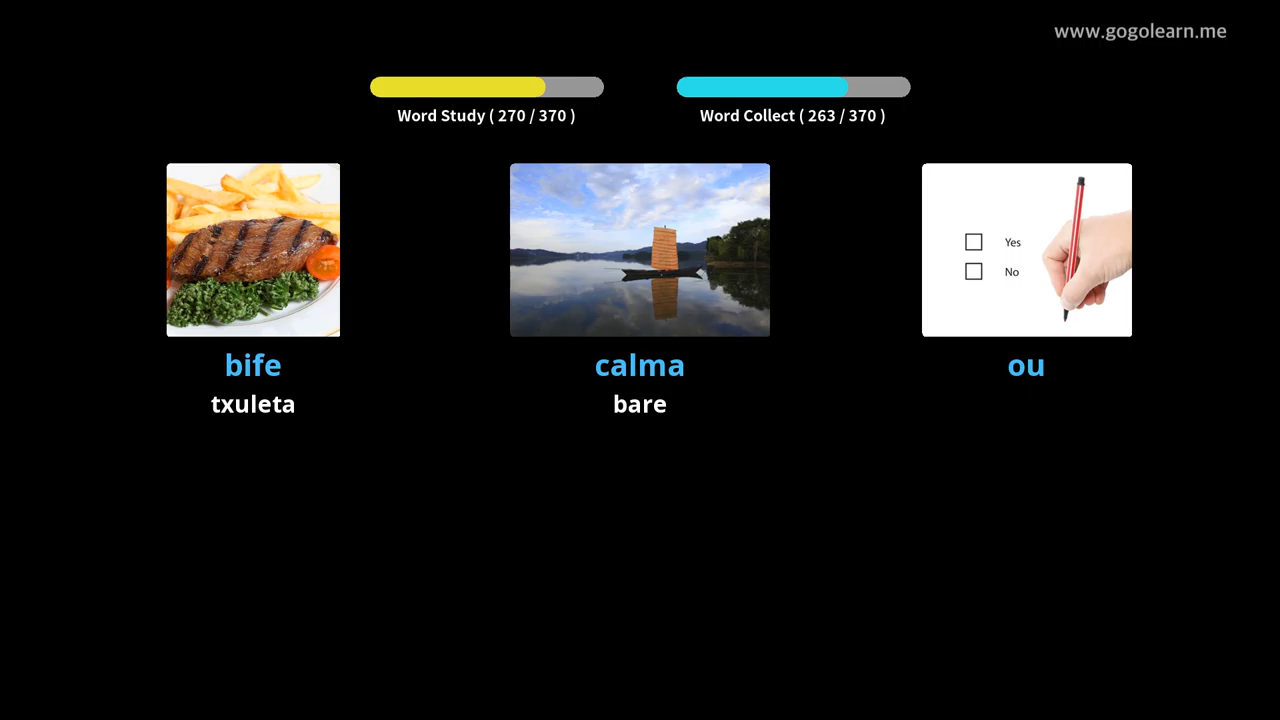 www.gogolearn.me
Word Study ( 270 / 370 )
Word Collect ( 263 / 370 )
Yes
No
bife
calma
ou
txuleta
bare